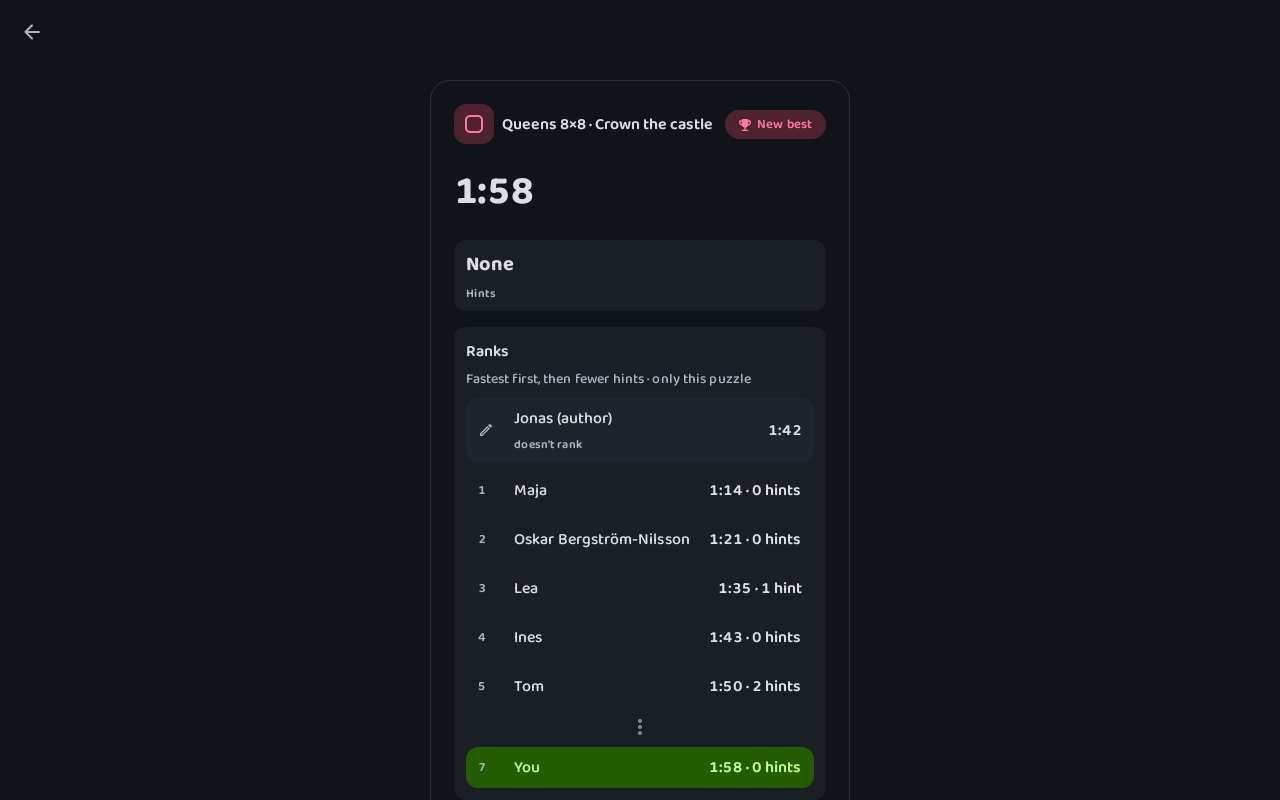 Queens 8×8 · Crown the castle
New best
1:58
None
Hints
Ranks
Fastest first, then fewer hints · only this puzzle
Jonas (author)
doesn't rank
1:42
1 Maja 1:14 · 0 hints
2 Oskar Bergström-Nilsson 1:21 · 0 hints
3 Lea 1:35 · 1 hint
4 Ines 1:43 · 0 hints
5 Tom 1:50 · 2 hints
7 You 1:58 · 0 hints